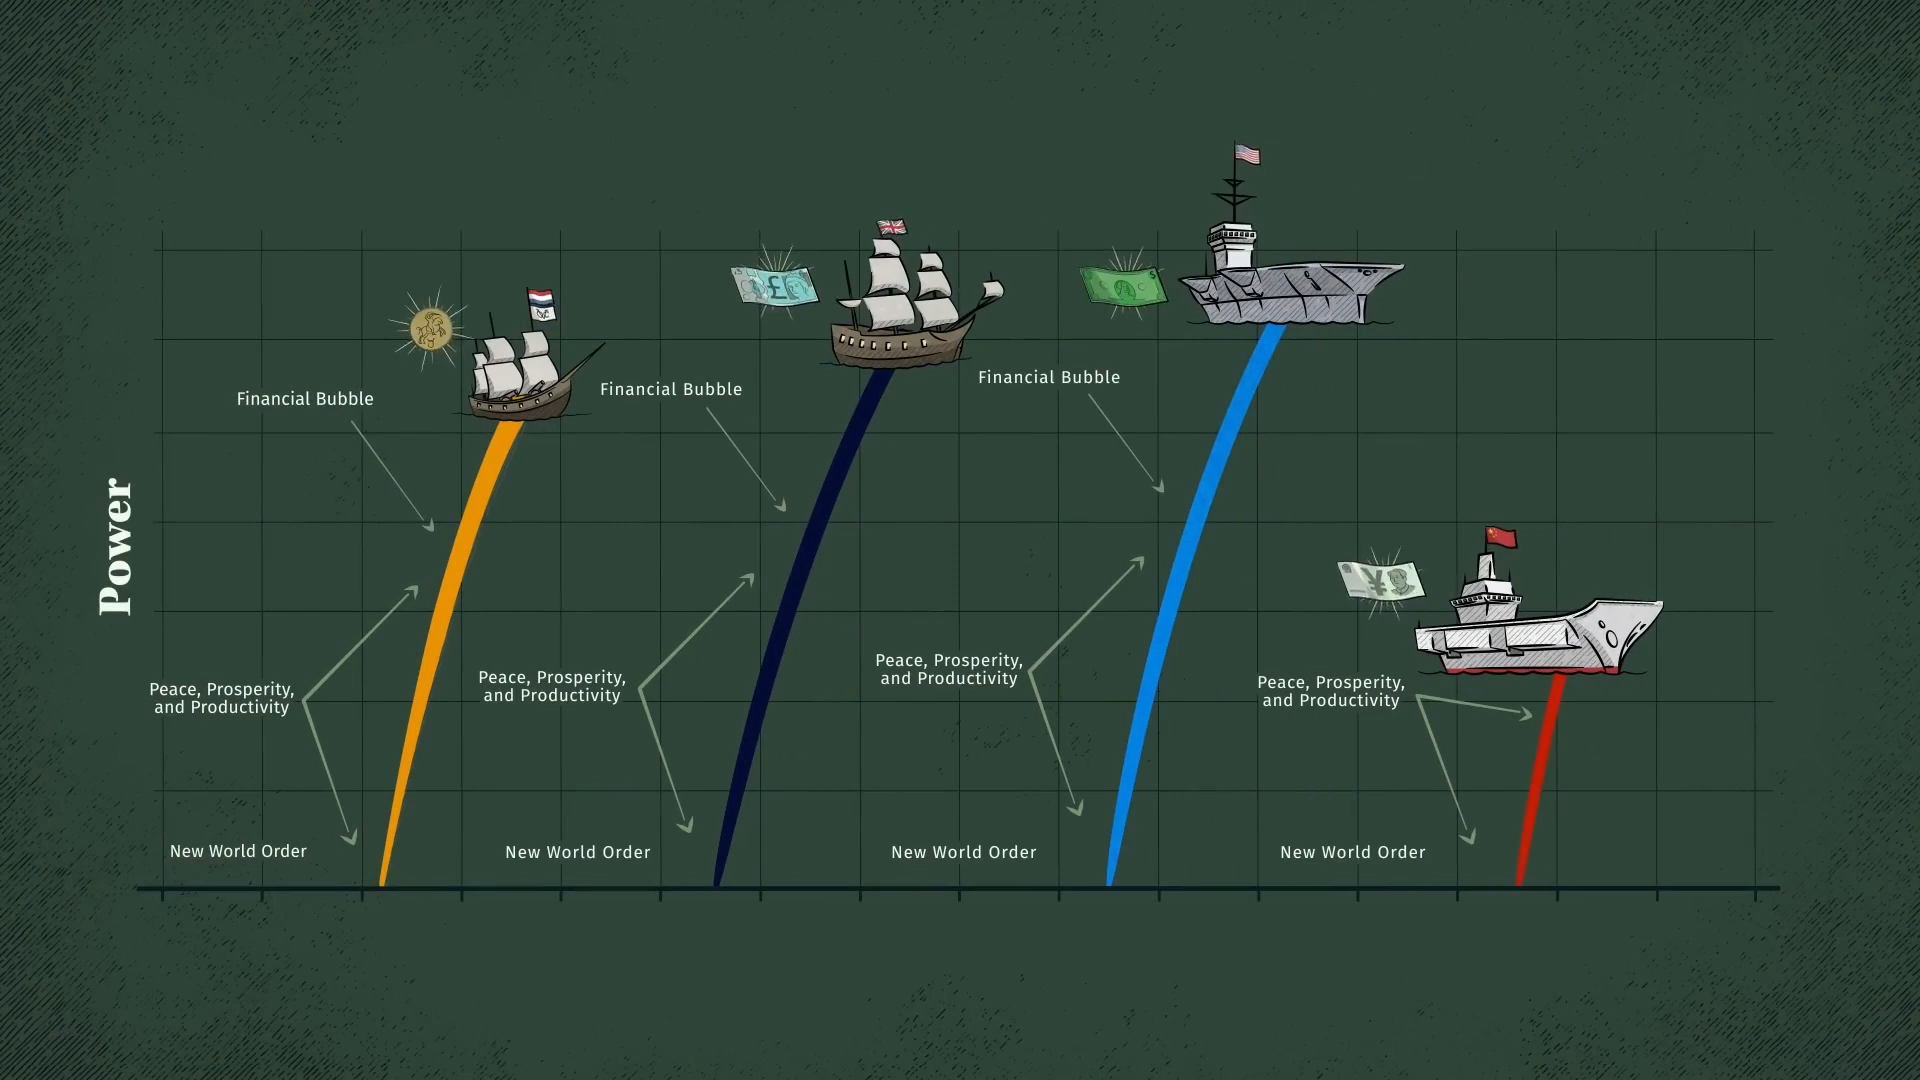 Financial Bubble
Financial Bubble
Financial Bubble
£
$
¥
Power
Peace, Prosperity,
and Productivity
Peace, Prosperity,
and Productivity
Peace, Prosperity,
and Productivity
Peace, Prosperity,
and Productivity
New World Order
New World Order
New World Order
New World Order